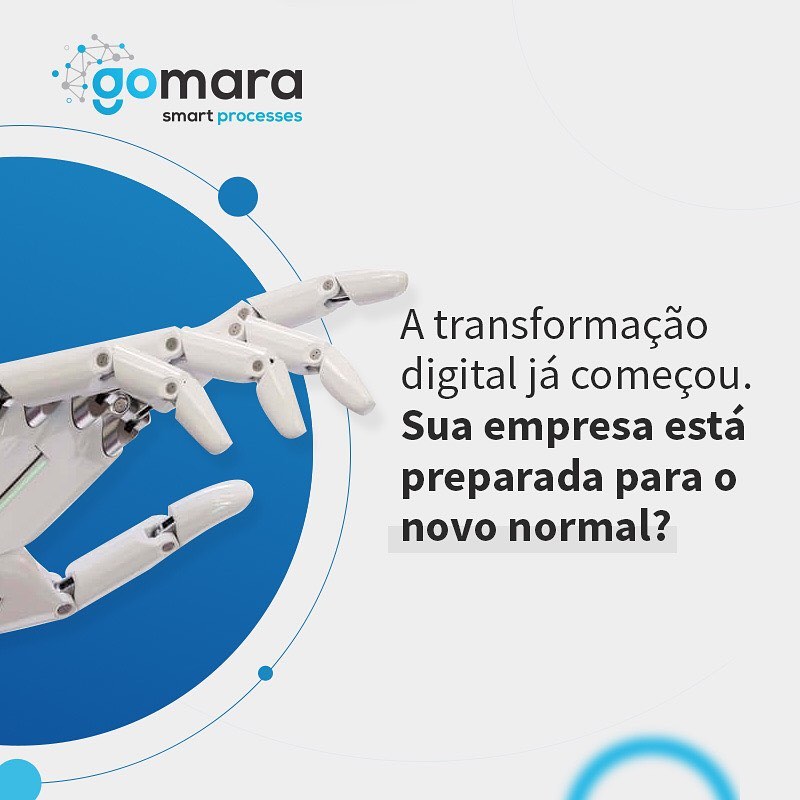 gomara
smart processes
A transformação
digital já começou.
Sua empresa está
preparada para o
novo normal?